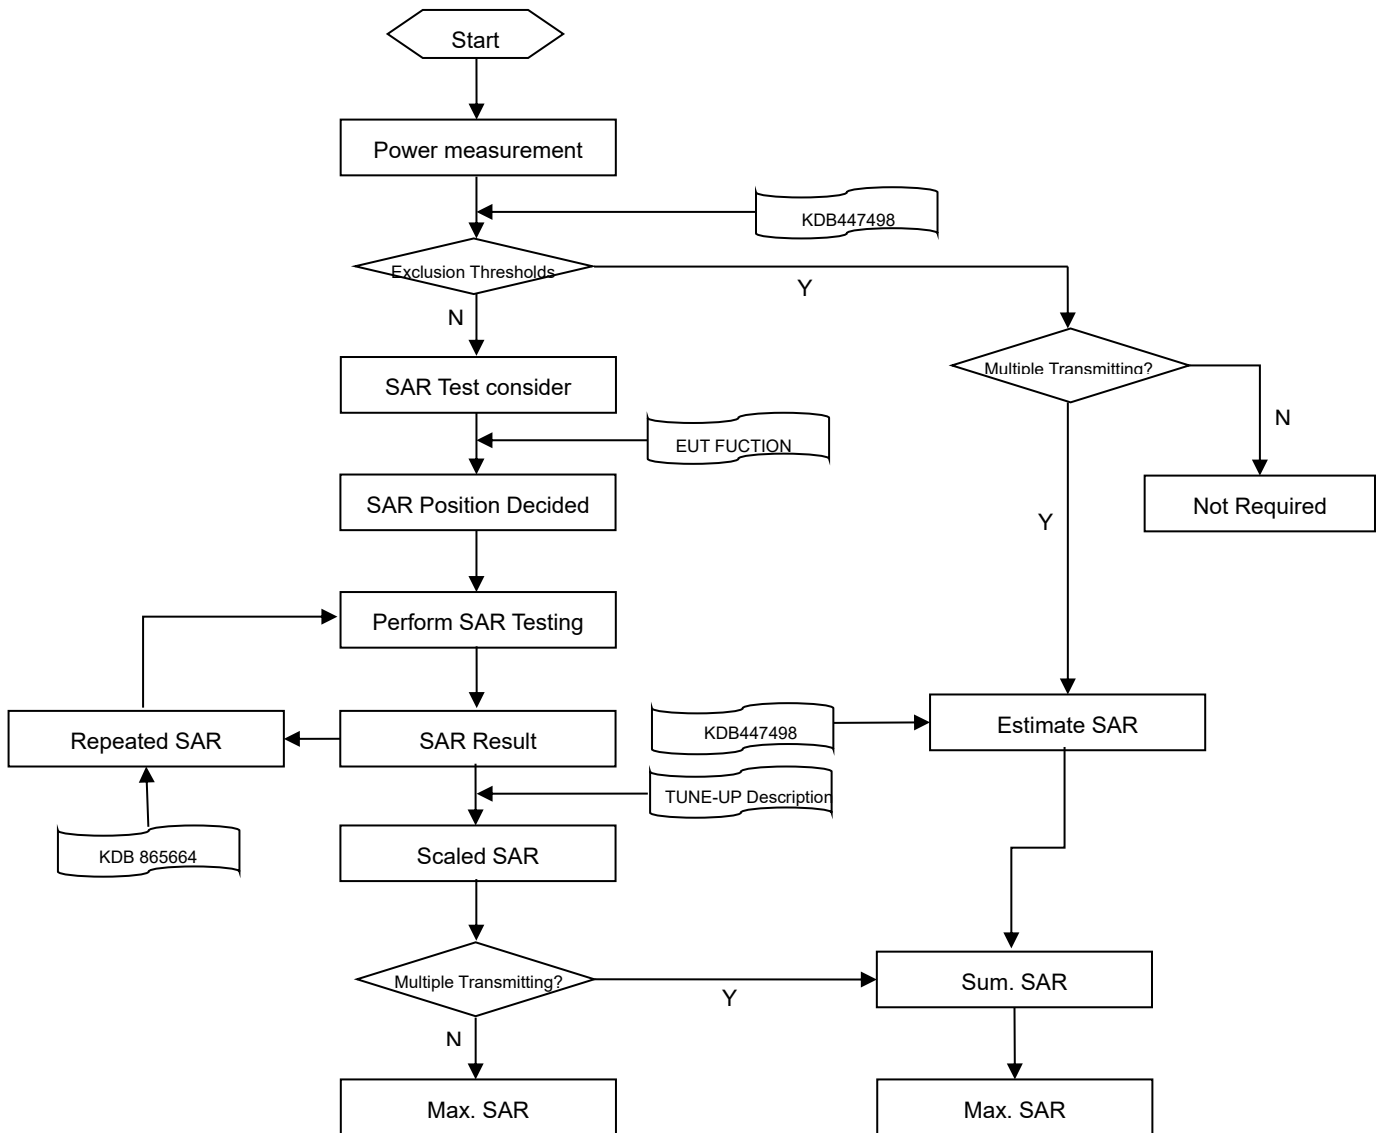 Start
Power measurement
KDB447498
Exclusion Thresholds
Y
N
Multiple Transmitting?
SAR Test consider
N
EUT FUCTION
SAR Position Decided
Not Required
Y
Perform SAR Testing
Repeated SAR
SAR Result
KDB447498
Estimate SAR
TUNE-UP Description
KDB 865664
Scaled SAR
Multiple Transmitting?
Y
Sum. SAR
N
Max. SAR
Max. SAR